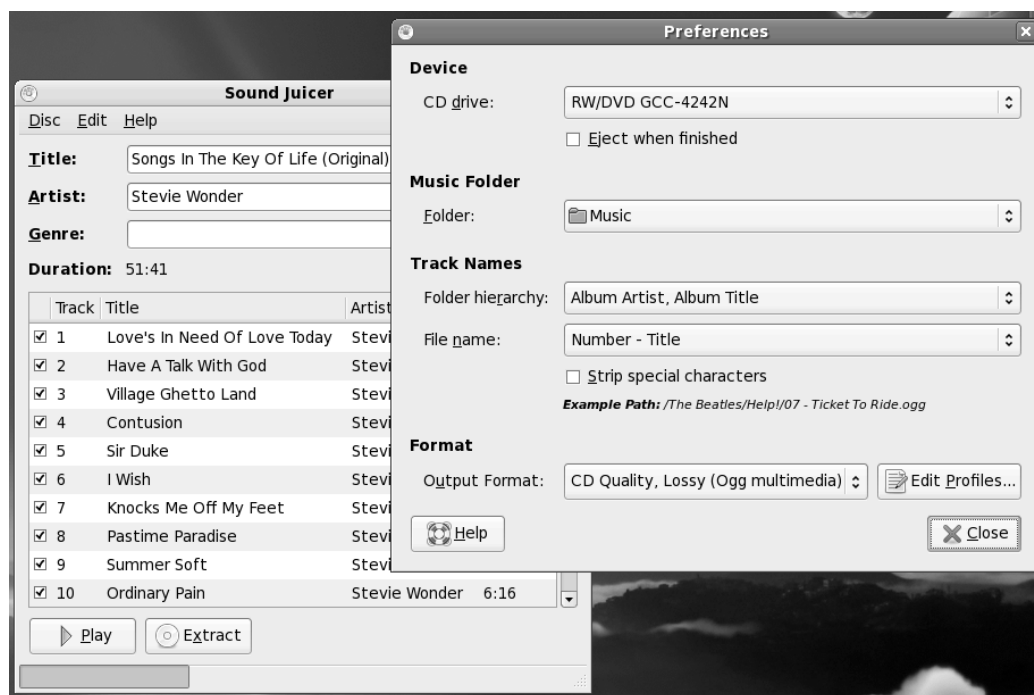 Preferences
Device
CD drive: RW/DVD GCC-4242N
Eject when finished
Music Folder
Folder: Music
Track Names
Folder hierarchy: Album Artist, Album Title
File name: Number - Title
Strip special characters
Example Path: /The Beatles/Help!/07 - Ticket To Ride.ogg
Format
Output Format: CD Quality, Lossy (Ogg multimedia) Edit Profiles...
Help Close
Sound Juicer
Disc Edit Help
Title: Songs In The Key Of Life (Original)
Artist: Stevie Wonder
Genre:
Duration: 51:41
Track Title Artist
1 Love's In Need Of Love Today Stevi
2 Have A Talk With God Stevi
3 Village Ghetto Land Stevi
4 Contusion Stevi
5 Sir Duke Stevi
6 I Wish Stevi
7 Knocks Me Off My Feet Stevi
8 Pastime Paradise Stevi
9 Summer Soft Stevi
10 Ordinary Pain Stevie Wonder 6:16
Play Extract